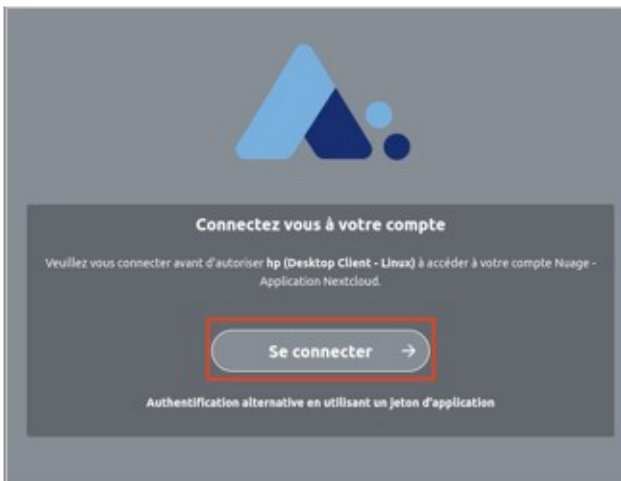 Connectez vous à votre compte
Veuillez vous connecter avant d'autoriser hp (Desktop Client - Linux) à accéder à votre compte Nuage -
Application Nextcloud.
Se connecter →
Authentification alternative en utilisant un jeton d'application